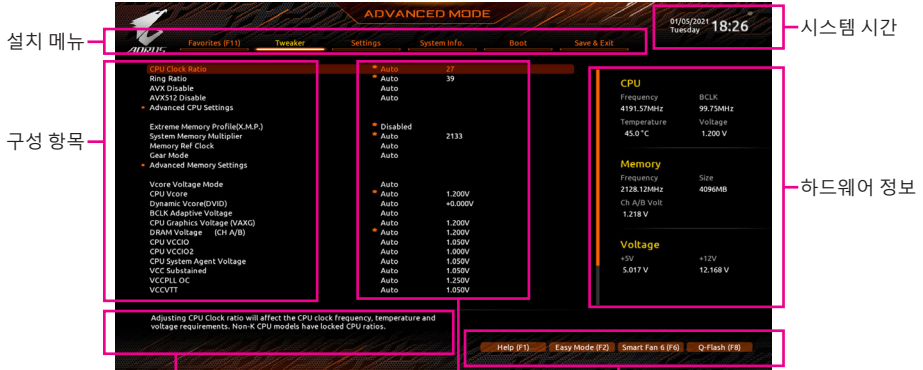 ADVANCED MODE
01/05/2021 Tuesday 18:26
시스템 시간
설치 메뉴
AORUS
Favorites (F11) Tweaker Settings System Info. Boot Save & Exit
구성 항목
CPU Clock Ratio Auto 27
Ring Ratio Auto 39
AVX Disable Auto
AVX512 Disable Auto
Advanced CPU Settings
Extreme Memory Profile(X.M.P.) Disabled
System Memory Multiplier Auto 2133
Memory Ref Clock Auto
Gear Mode Auto
Advanced Memory Settings
Vcore Voltage Mode Auto
CPU Vcore Auto 1.200V
Dynamic Vcore(DVID) Auto +0.000V
BCLK Adaptive Voltage Auto
CPU Graphics Voltage (VAXG) Auto 1.200V
DRAM Voltage (CH A/B) Auto 1.200V
CPU VCCIO Auto 1.050V
CPU VCCIO2 Auto 1.000V
CPU System Agent Voltage Auto 1.050V
VCC Substained Auto 1.050V
VCCPLL OC Auto 1.250V
VCCVTT Auto 1.050V
하드웨어 정보
CPU
Frequency BCLK
4191.57MHz 99.75MHz
Temperature Voltage
45.0 °C 1.200 V
Memory
Frequency Size
2128.12MHz 4096MB
Ch A/B Volt
1.218 V
Voltage
+5V +12V
5.017 V 12.168 V
Adjusting CPU Clock ratio will affect the CPU clock frequency, temperature and
voltage requirements. Non-K CPU models have locked CPU ratios.
Help (F1) Easy Mode (F2) Smart Fan 6 (F6) Q-Flash (F8)